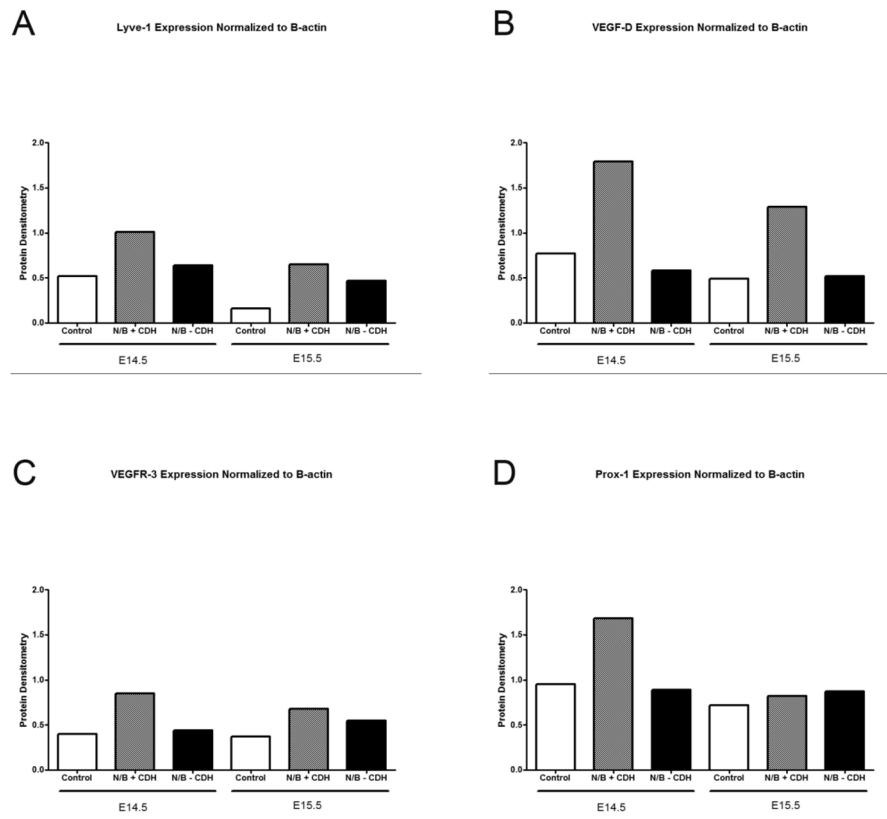 A
Lyve-1 Expression Normalized to B-actin
Protein Densitometry
2.0
1.5
1.0
0.5
0.0
Control N/B + CDH N/B - CDH Control N/B + CDH N/B - CDH
E14.5 E15.5
B
VEGF-D Expression Normalized to B-actin
Protein Densitometry
2.0
1.5
1.0
0.5
0.0
Control N/B + CDH N/B - CDH Control N/B + CDH N/B - CDH
E14.5 E15.5
C
VEGFR-3 Expression Normalized to B-actin
Protein Densitometry
2.0
1.5
1.0
0.5
0.0
Control N/B + CDH N/B - CDH Control N/B + CDH N/B - CDH
E14.5 E15.5
D
Prox-1 Expression Normalized to B-actin
Protein Densitometry
2.0
1.5
1.0
0.5
0.0
Control N/B + CDH N/B - CDH Control N/B + CDH N/B - CDH
E14.5 E15.5